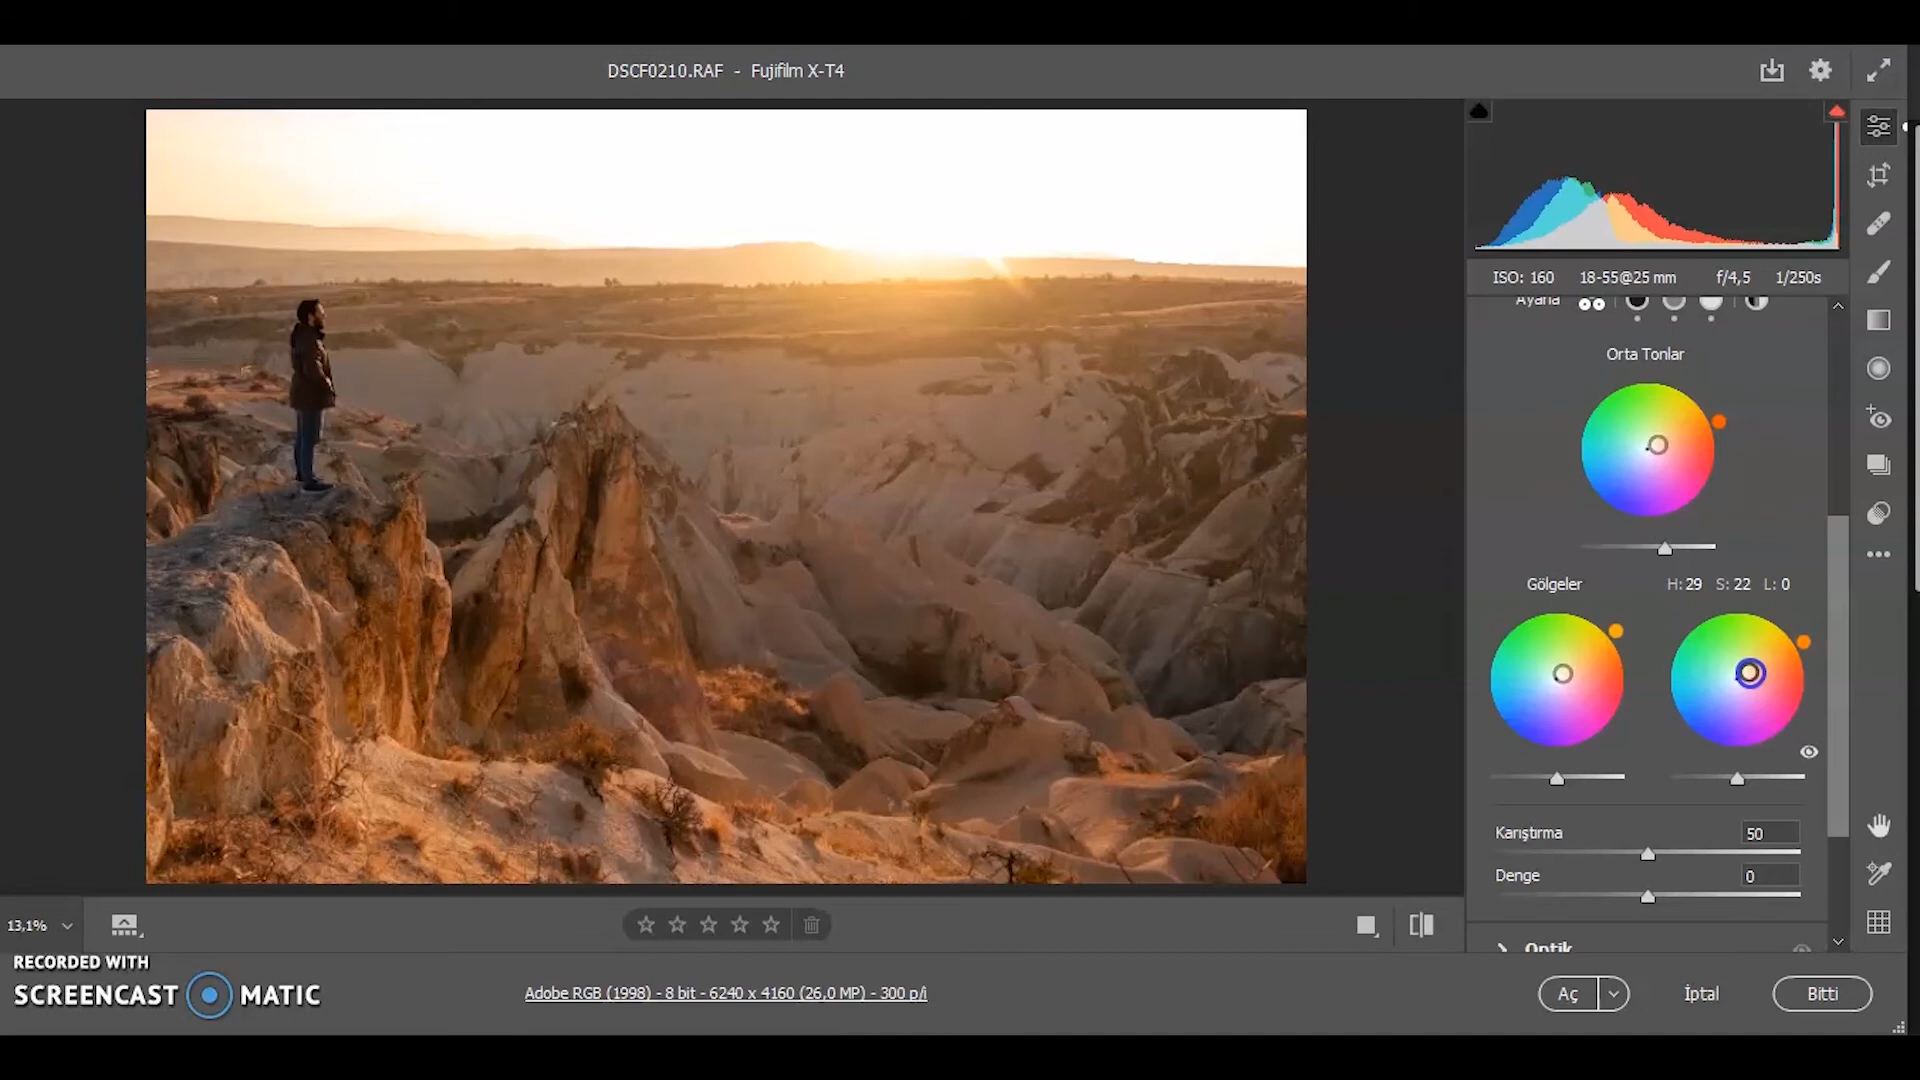 DSCF0210.RAF - Fujifilm X-T4
ISO: 160 18-55@25 mm f/4,5 1/250s
Ayarla
Orta Tonlar
Gölgeler H: 29 S: 22 L: 0
Karıştırma 50
Denge 0
Optik
13,1%
RECORDED WITH
SCREENCAST MATIC
Adobe RGB (1998) - 8 bit - 6240 x 4160 (26,0 MP) - 300 p/i
Aç İptal Bitti